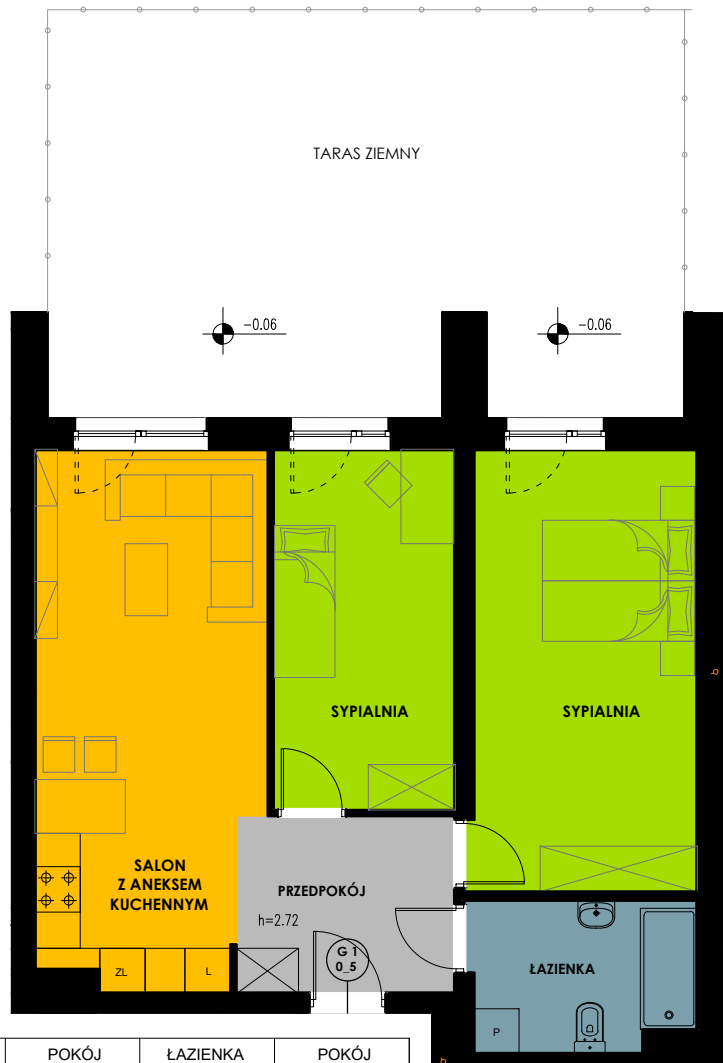 TARAS ZIEMNY
-0.06
-0.06
SYPIALNIA
SYPIALNIA
SALON
Z ANEKSEM
KUCHENNYM
PRZEDPOKÓJ
h=2.72
G 1
0_5
ŁAZIENKA
ZL
L
P
POKÓJ
ŁAZIENKA
POKÓJ